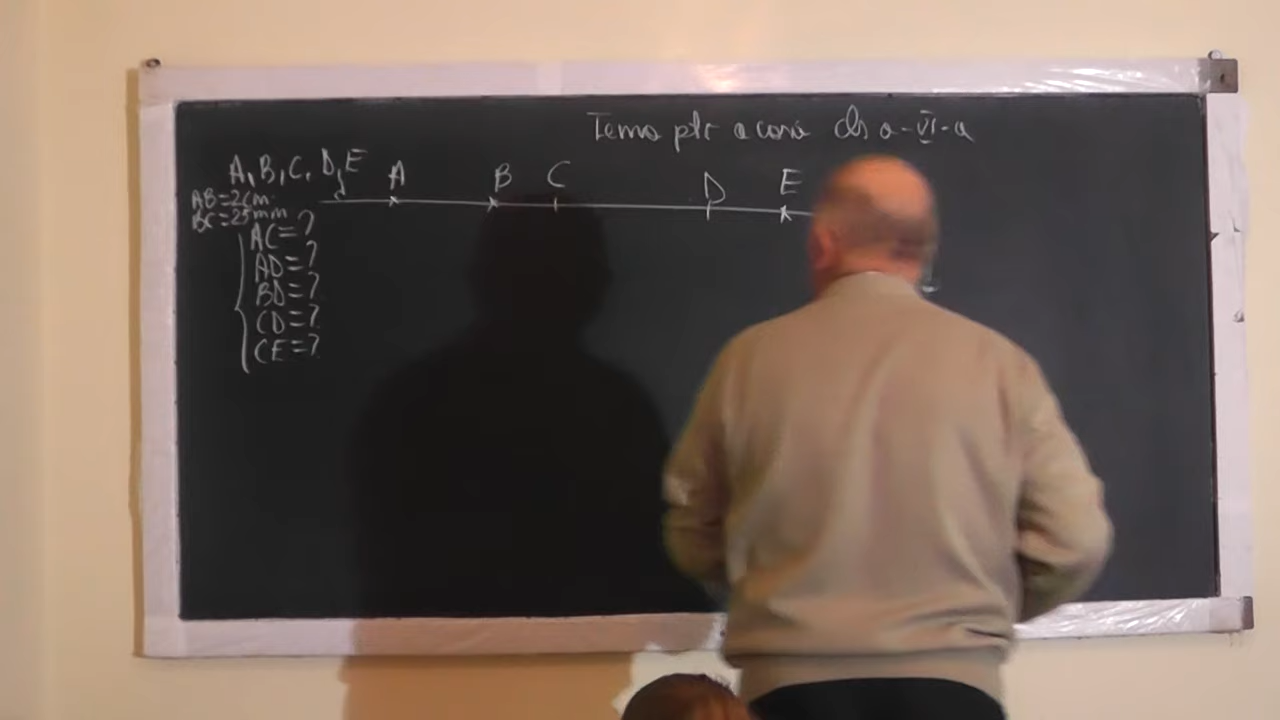 Tema ptr acasă cls a-VI-a
A, B, C, D, E
A B C D E
AB=2cm
BC=25mm
AC=?
AD=?
BD=?
CD=?
CE=?